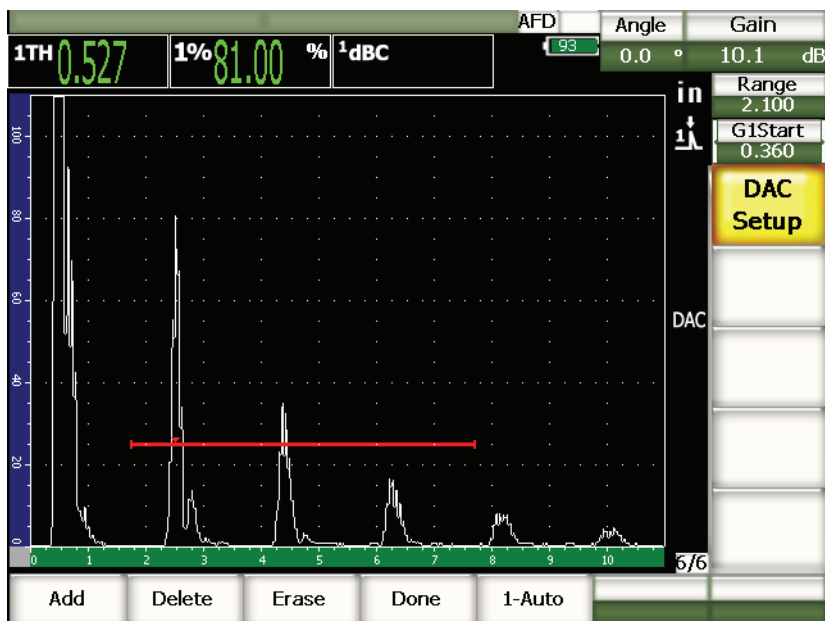 AFD Angle Gain
93 0.0 º 10.1 dB
1TH 0.527 1% 81.00 % 1dBC
in Range
2.100
1 G1Start
0.360
DAC
Setup
DAC
100
80
60
40
20
0
0 1 2 3 4 5 6 7 8 9 10
6/6
Add Delete Erase Done 1-Auto